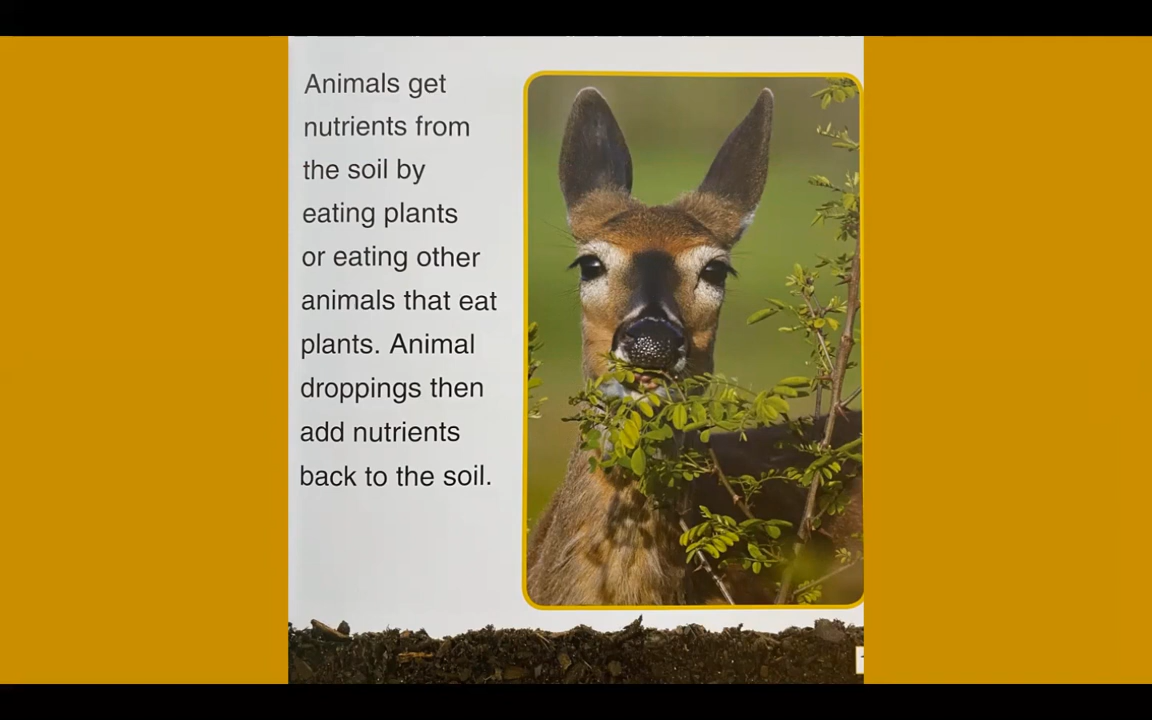 Animals get
nutrients from
the soil by
eating plants
or eating other
animals that eat
plants. Animal
droppings then
add nutrients
back to the soil.